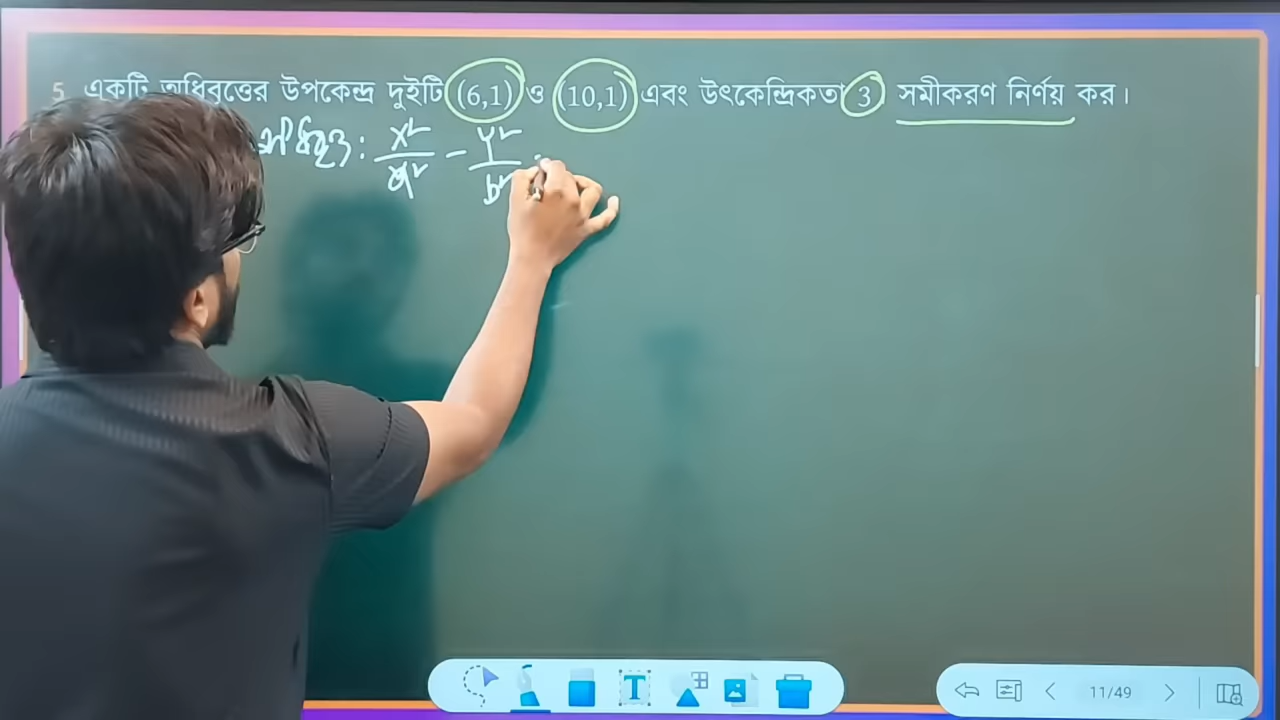 5 একটি অধিবৃত্তের উপকেন্দ্র দুইটি (6,1) ও (10,1) এবং উৎকেন্দ্রিকতা 3 সমীকরণ নির্ণয় কর।
: x²/a² - y²/b²
T
11/49